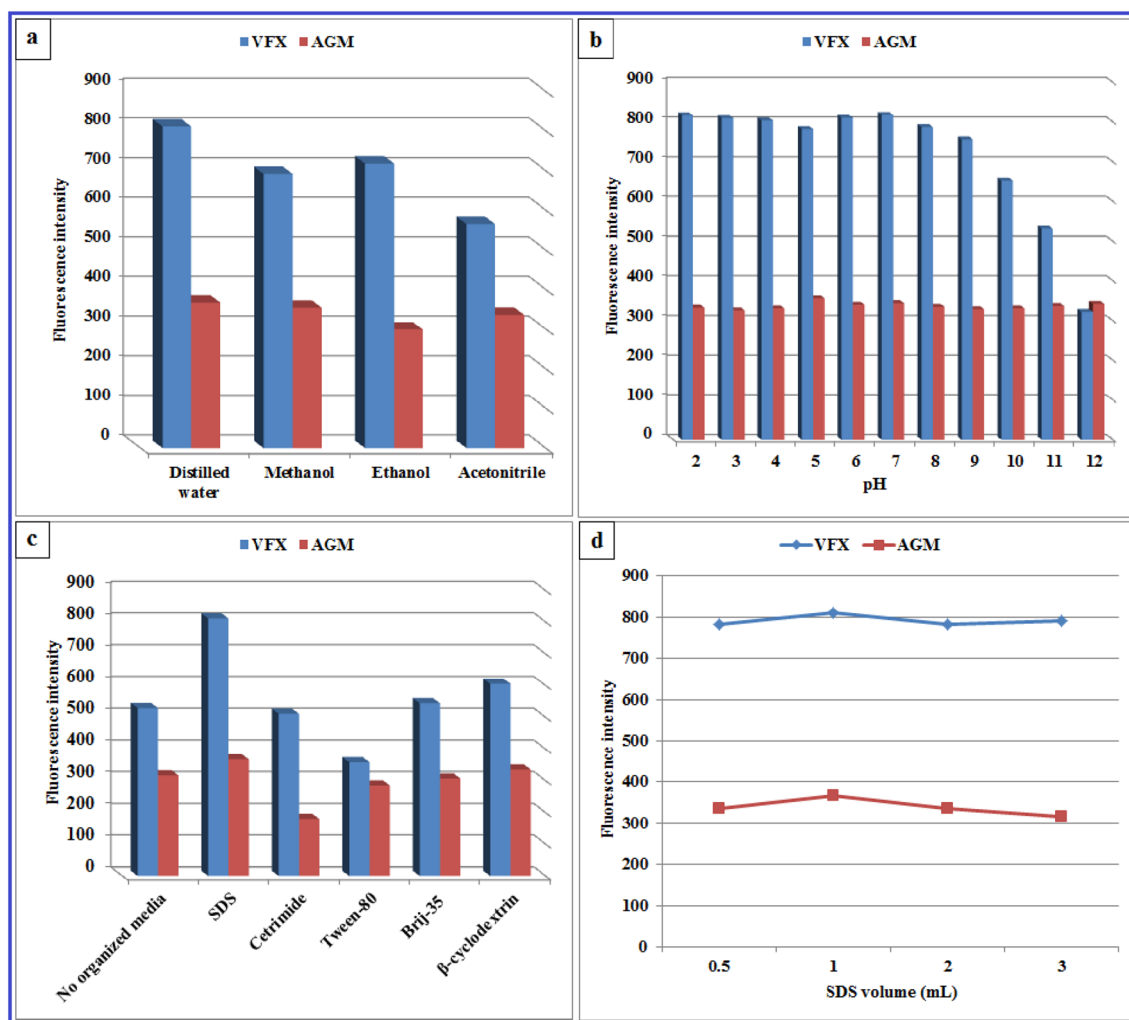 a
VFX AGM
900
800
700
600
500
400
300
200
100
0
Fluorescence intensity
Distilled water Methanol Ethanol Acetonitrile
b
VFX AGM
900
800
700
600
500
400
300
200
100
0
Fluorescence intensity
2 3 4 5 6 7 8 9 10 11 12
pH
c
VFX AGM
900
800
700
600
500
400
300
200
100
0
Fluorescence intensity
No organized media SDS Cetrimide Tween-80 Brij-35 β-cyclodextrin
d
VFX AGM
900
800
700
600
500
400
300
200
100
0
Fluorescence intensity
0.5 1 2 3
SDS volume (mL)